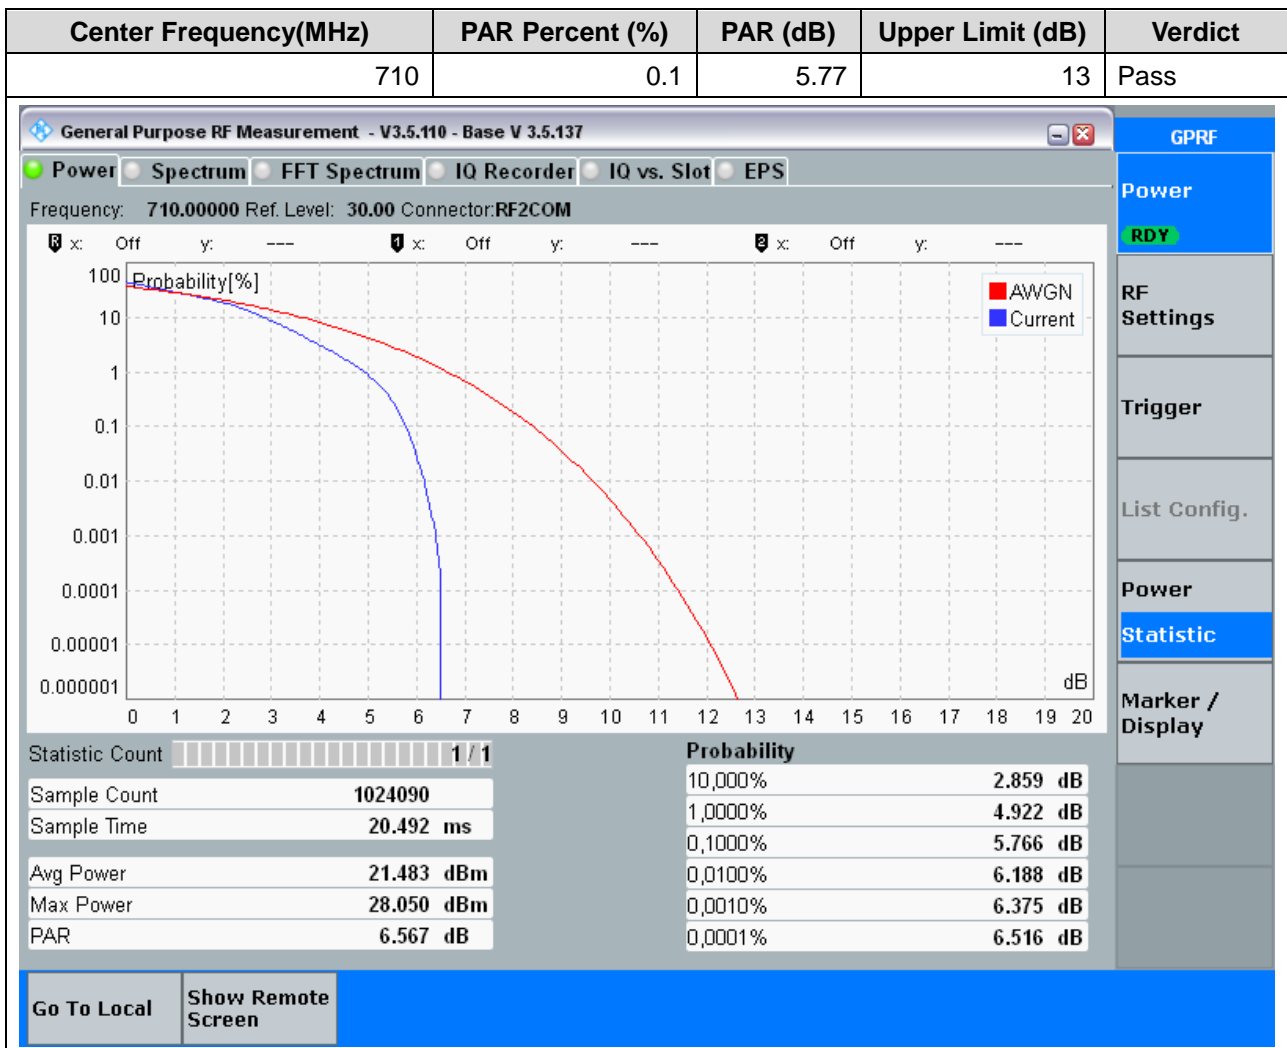 Center Frequency(MHz) PAR Percent (%) PAR (dB) Upper Limit (dB) Verdict
710 0.1 5.77 13 Pass
General Purpose RF Measurement - V3.5.110 - Base V 3.5.137
Power Spectrum FFT Spectrum IQ Recorder IQ vs. Slot EPS
Frequency: 710.00000 Ref. Level: 30.00 Connector:RF2COM
R x: Off y: --- 1 x: Off y: --- 2 x: Off y: ---
Probability[%]
AWGN
Current
100
10
1
0.1
0.01
0.001
0.0001
0.00001
0.000001
dB
0 1 2 3 4 5 6 7 8 9 10 11 12 13 14 15 16 17 18 19 20
Statistic Count 1 / 1
Sample Count 1024090
Sample Time 20.492 ms
Avg Power 21.483 dBm
Max Power 28.050 dBm
PAR 6.567 dB
Probability
10,000% 2.859 dB
1,0000% 4.922 dB
0,1000% 5.766 dB
0,0100% 6.188 dB
0,0010% 6.375 dB
0,0001% 6.516 dB
GPRF
Power
RDY
RF
Settings
Trigger
List Config.
Power
Statistic
Marker /
Display
Go To Local
Show Remote
Screen